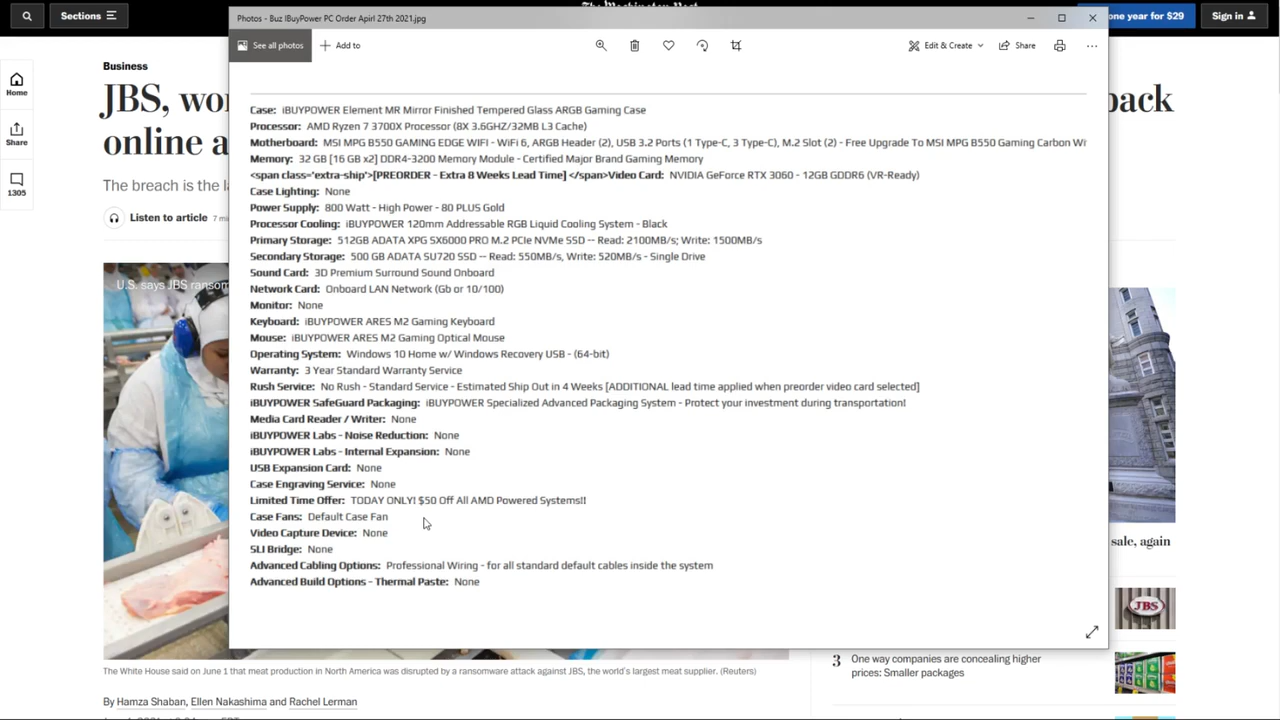 Sections
The Washington Post
one year for $29
Sign in
Home
Share
1305
Business
JBS, wor
back
online a
The breach is the la
Listen to article 7 mi
U.S. says JBS ransom
Photos - Buz IBuyPower PC Order Apirl 27th 2021.jpg
See all photos
Add to
Edit & Create
Share
Case: iBUYPOWER Element MR Mirror Finished Tempered Glass ARGB Gaming Case
Processor: AMD Ryzen 7 3700X Processor (8X 3.6GHZ/32MB L3 Cache)
Motherboard: MSI MPG B550 GAMING EDGE WIFI - WiFi 6, ARGB Header (2), USB 3.2 Ports (1 Type-C, 3 Type-C), M.2 Slot (2) - Free Upgrade To MSI MPG B550 Gaming Carbon Wi
Memory: 32 GB [16 GB x2] DDR4-3200 Memory Module - Certified Major Brand Gaming Memory
<span class='extra-ship'>[PREORDER - Extra 8 Weeks Lead Time] </span>Video Card: NVIDIA GeForce RTX 3060 - 12GB GDDR6 (VR-Ready)
Case Lighting: None
Power Supply: 800 Watt - High Power - 80 PLUS Gold
Processor Cooling: iBUYPOWER 120mm Addressable RGB Liquid Cooling System - Black
Primary Storage: 512GB ADATA XPG SX6000 PRO M.2 PCIe NVMe SSD -- Read: 2100MB/s; Write: 1500MB/s
Secondary Storage: 500 GB ADATA SU720 SSD -- Read: 550MB/s, Write: 520MB/s - Single Drive
Sound Card: 3D Premium Surround Sound Onboard
Network Card: Onboard LAN Network (Gb or 10/100)
Monitor: None
Keyboard: iBUYPOWER ARES M2 Gaming Keyboard
Mouse: iBUYPOWER ARES M2 Gaming Optical Mouse
Operating System: Windows 10 Home w/ Windows Recovery USB - (64-bit)
Warranty: 3 Year Standard Warranty Service
Rush Service: No Rush - Standard Service - Estimated Ship Out in 4 Weeks [ADDITIONAL lead time applied when preorder video card selected]
iBUYPOWER SafeGuard Packaging: iBUYPOWER Specialized Advanced Packaging System - Protect your investment during transportation!
Media Card Reader / Writer: None
iBUYPOWER Labs - Noise Reduction: None
iBUYPOWER Labs - Internal Expansion: None
USB Expansion Card: None
Case Engraving Service: None
Limited Time Offer: TODAY ONLY! $50 Off All AMD Powered Systems!!
Case Fans: Default Case Fan
Video Capture Device: None
SLI Bridge: None
Advanced Cabling Options: Professional Wiring - for all standard default cables inside the system
Advanced Build Options - Thermal Paste: None
sale, again
JBS
3 One way companies are concealing higher
prices: Smaller packages
The White House said on June 1 that meat production in North America was disrupted by a ransomware attack against JBS, the world's largest meat supplier. (Reuters)
By Hamza Shaban, Ellen Nakashima and Rachel Lerman